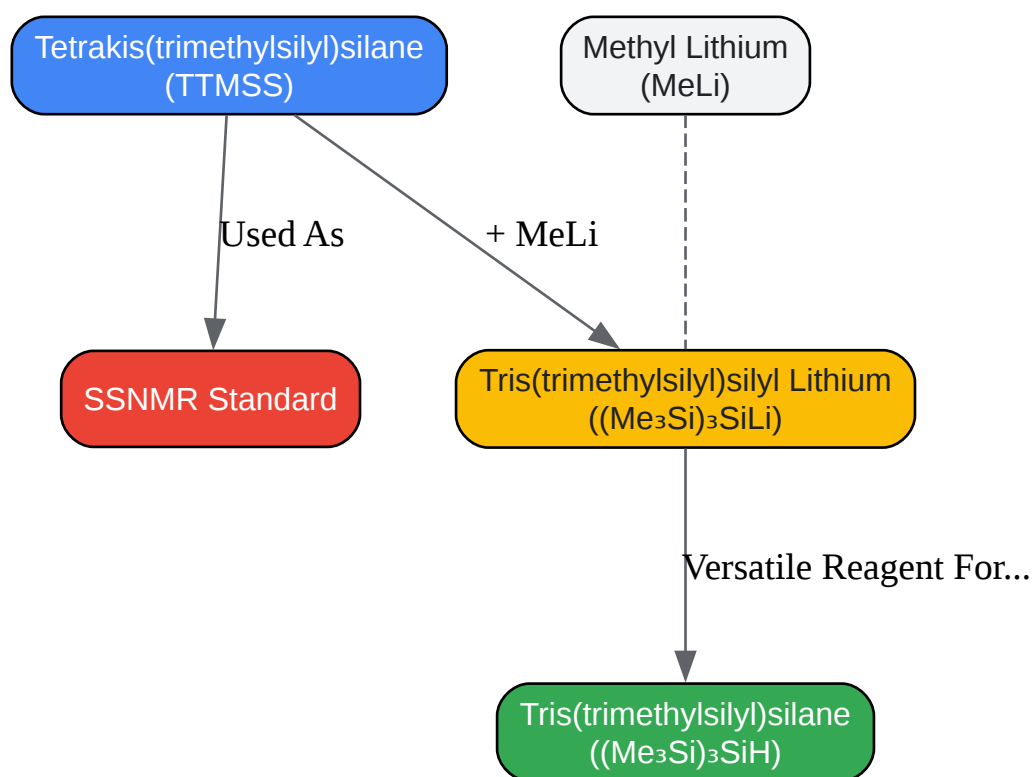 Tetrakis(trimethylsilyl)silane
(TTMSS)
Methyl Lithium
(MeLi)
Used As
+ MeLi
SSNMR Standard
Tris(trimethylsilyl)silyl Lithium
((Me₃Si)₃SiLi)
Versatile Reagent For...
Tris(trimethylsilyl)silane
((Me₃Si)₃SiH)